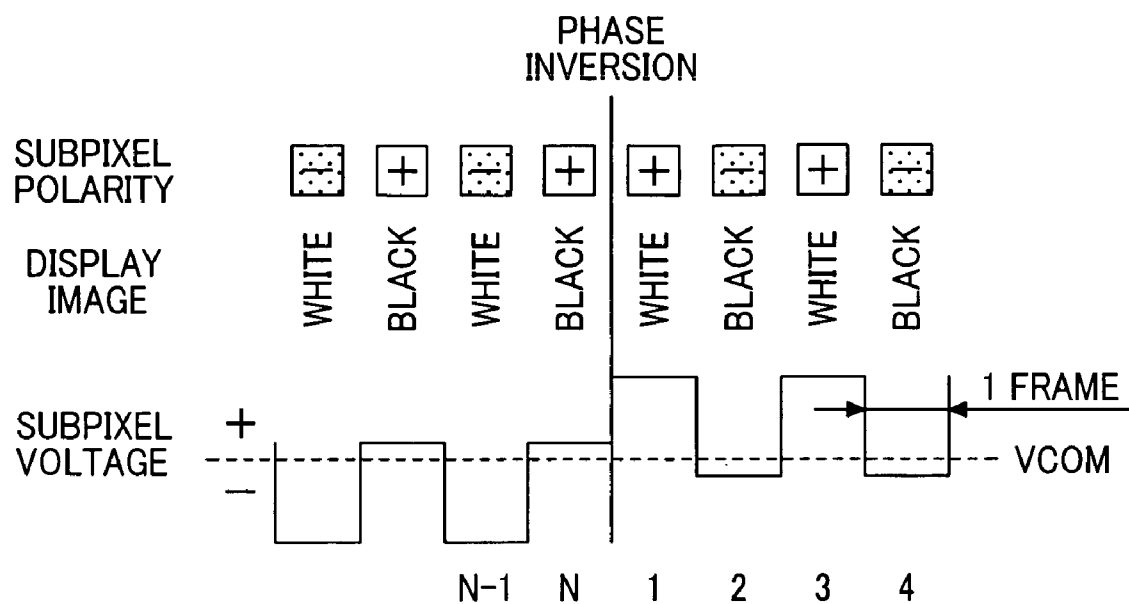 PHASE
INVERSION
SUBPIXEL
POLARITY
− + − + + − + −
DISPLAY
IMAGE
WHITE BLACK WHITE BLACK WHITE BLACK WHITE BLACK
1 FRAME
SUBPIXEL
VOLTAGE
+
−
VCOM
N-1 N 1 2 3 4